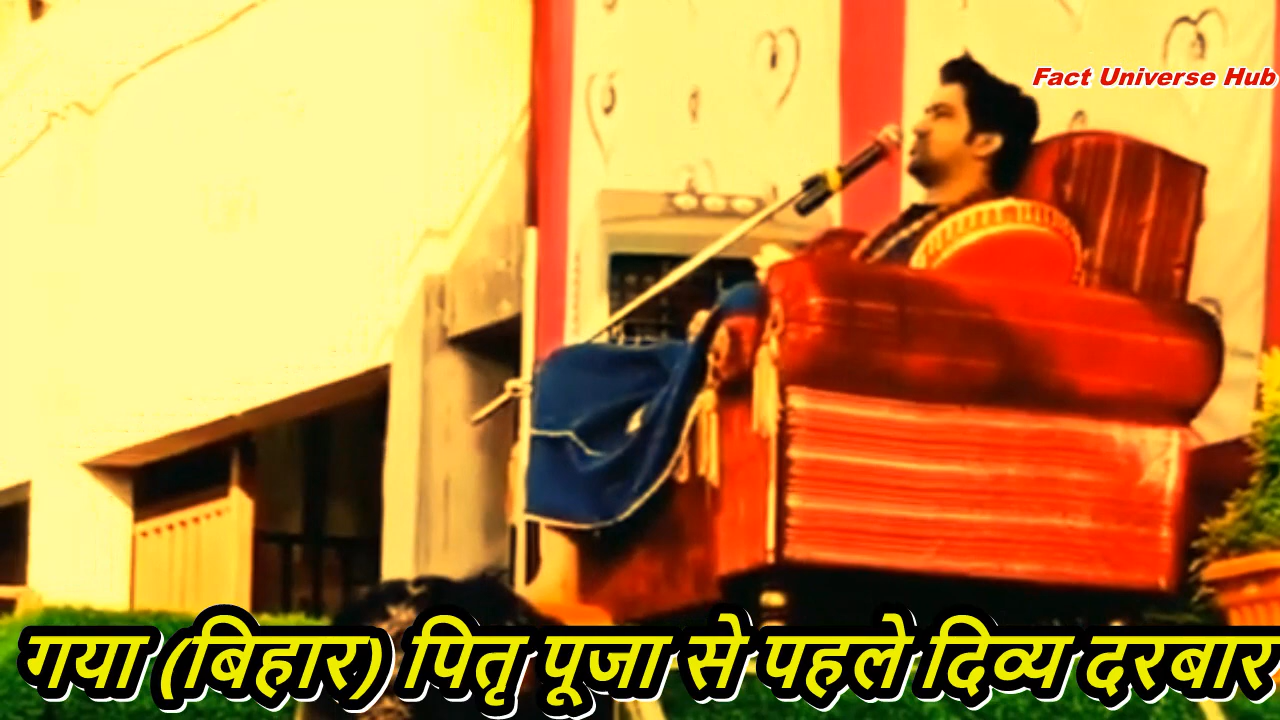 Fact Universe Hub
गया (बिहार) पितृ पूजा से पहले दिव्य दरबार